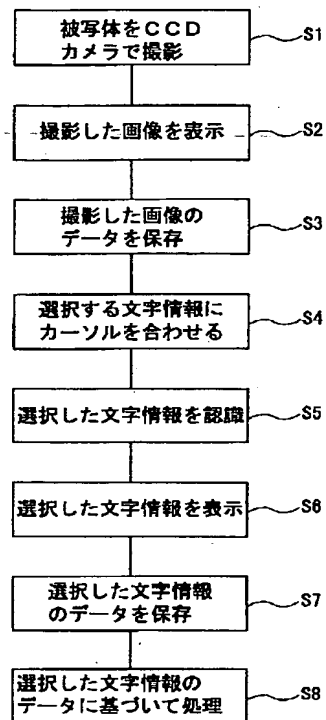 被写体をCCD
カメラで撮影
S1
撮影した画像を表示
S2
撮影した画像の
データを保存
S3
選択する文字情報に
カーソルを合わせる
S4
選択した文字情報を認識
S5
選択した文字情報を表示
S6
選択した文字情報
のデータを保存
S7
選択した文字情報の
データに基づいて処理
S8